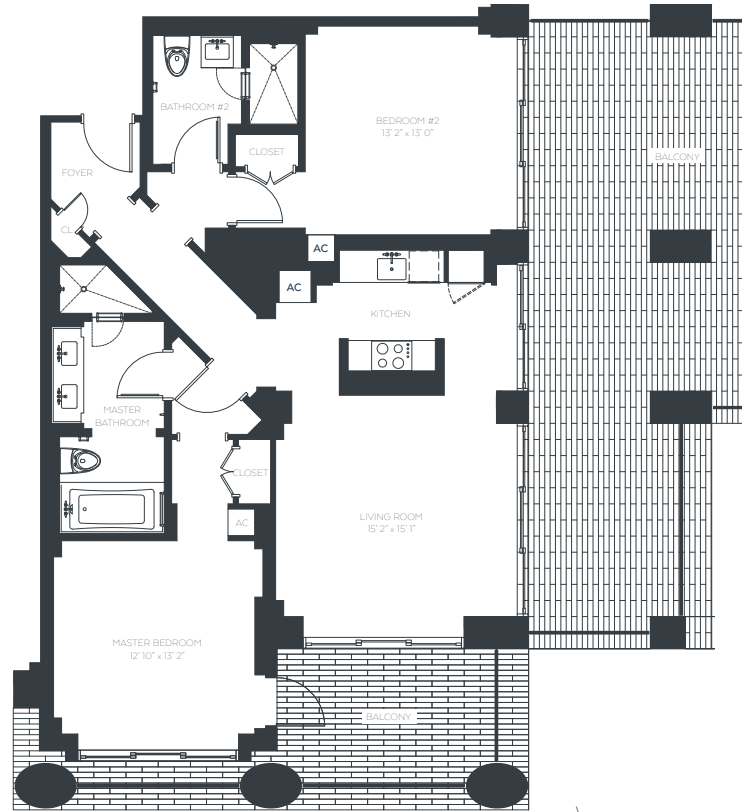 BATHROOM #2
BEDROOM #2
13' 2" x 13' 0"
CLOSET
BALCONY
FOYER
CL.
AC
AC
KITCHEN
MASTER
BATHROOM
CLOSET
AC
LIVING ROOM
15' 2" x 15' 1"
MASTER BEDROOM
12' 10" x 13' 2"
BALCONY